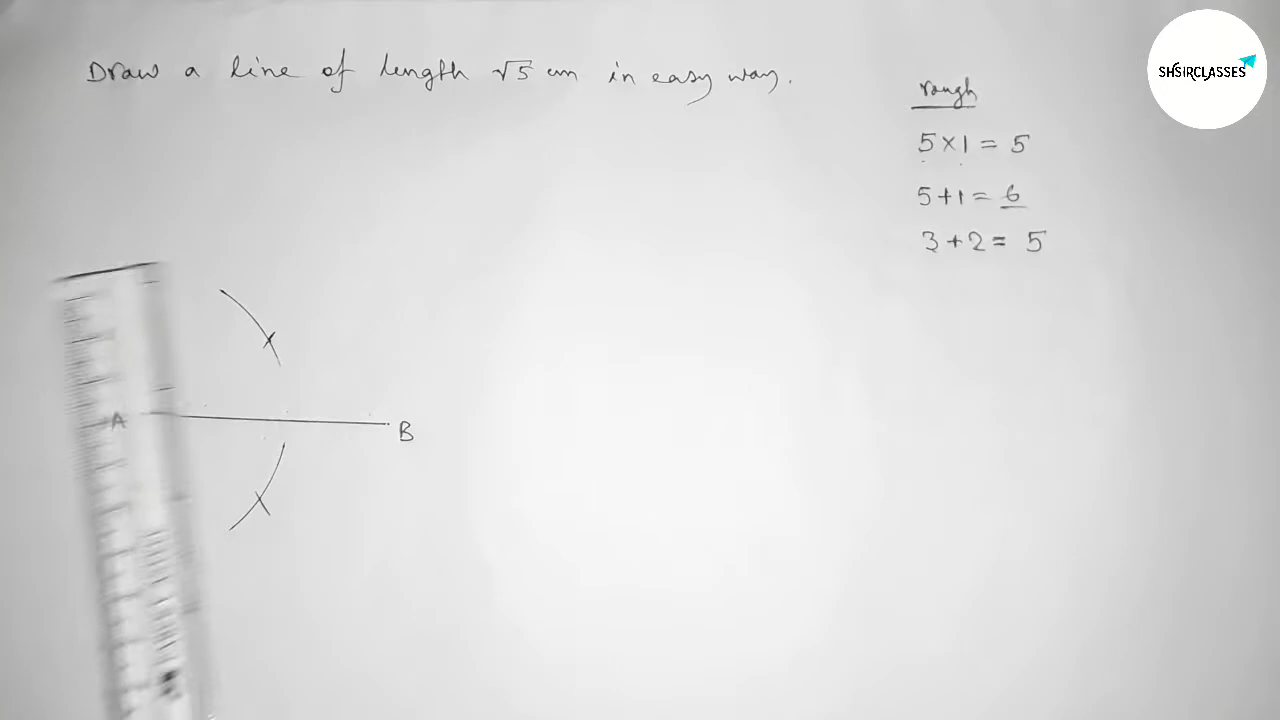 Draw a line of length √5 cm in easy way.
SHSIRCLASSES
rough
5×1 = 5
5+1 = 6
3+2 = 5
A
B